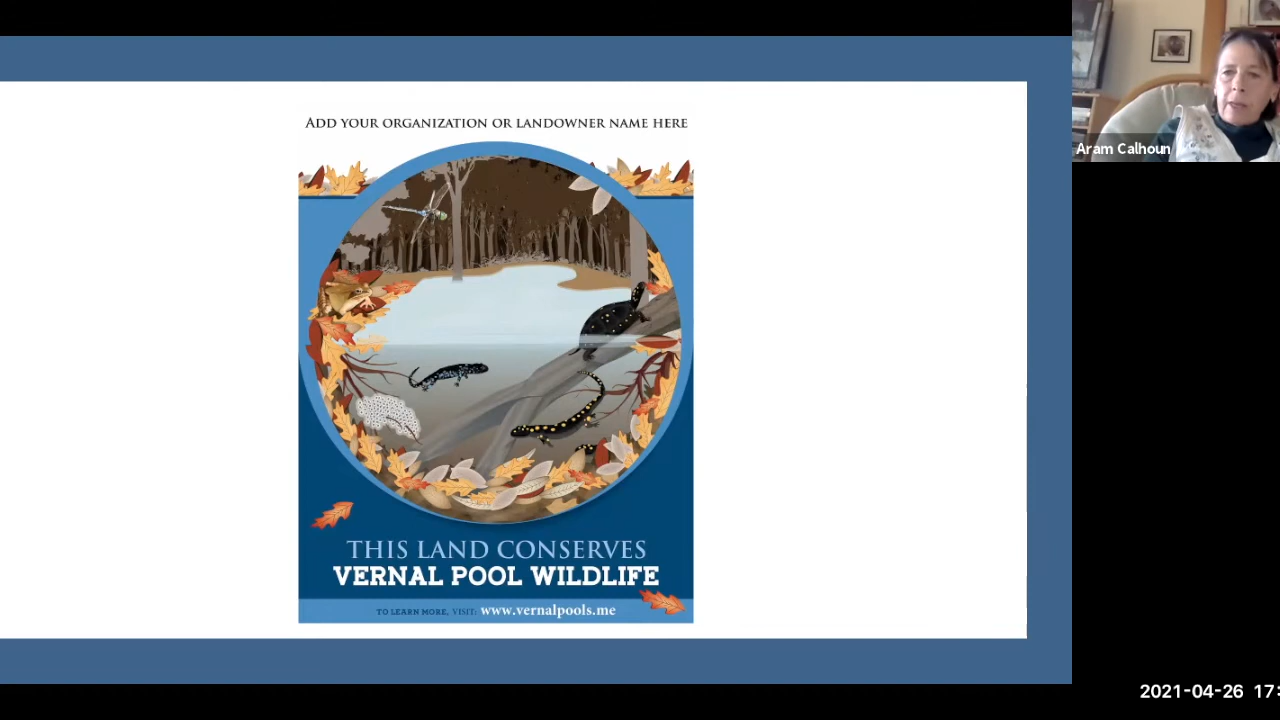 ADD YOUR ORGANIZATION OR LANDOWNER NAME HERE
THIS LAND CONSERVES
VERNAL POOL WILDLIFE
TO LEARN MORE, VISIT: www.vernalpools.me
Aram Calhoun
2021-04-26 17: